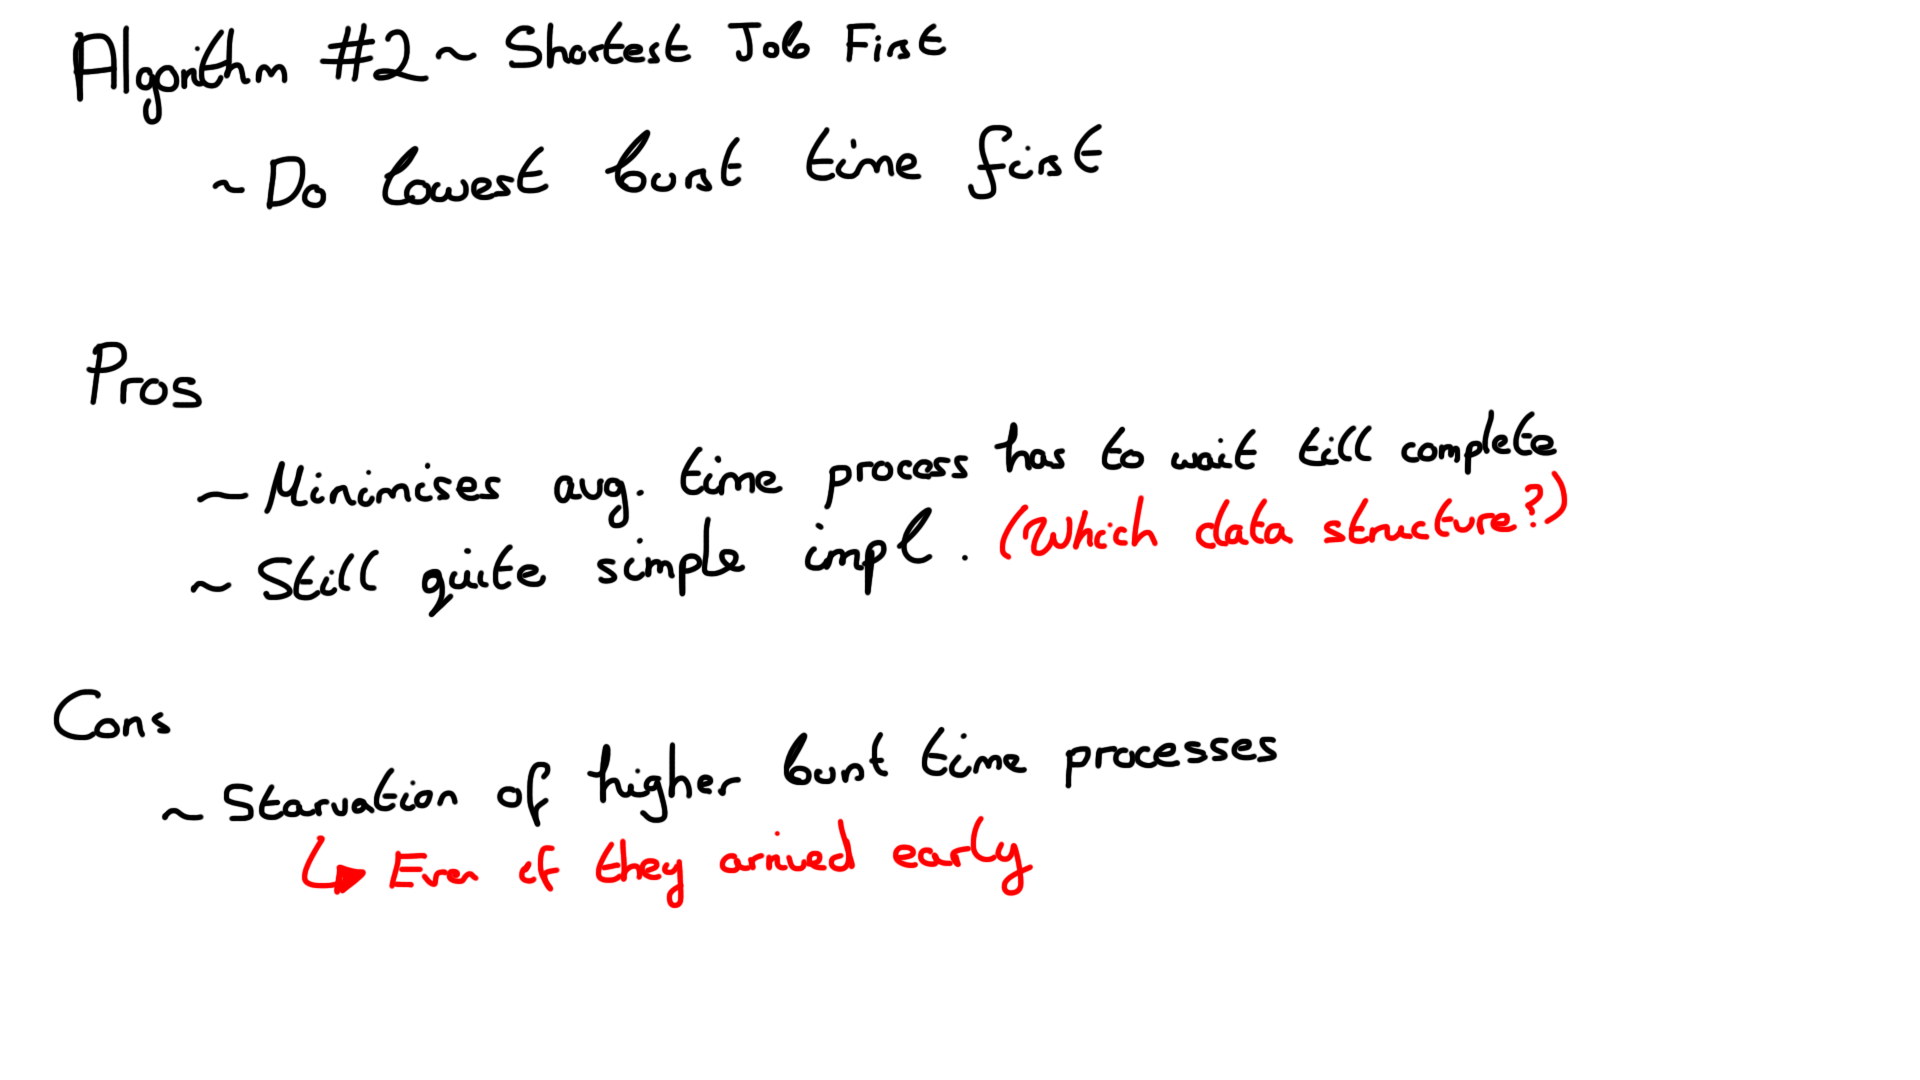 Algorithm #2 ~ Shortest Job First
~ Do lowest burst time first
Pros
~ Minimises avg. time process has to wait till complete
~ Still quite simple impl. (Which data structure?)
Cons
~ Starvation of higher burst time processes
↳ Even if they arrived early